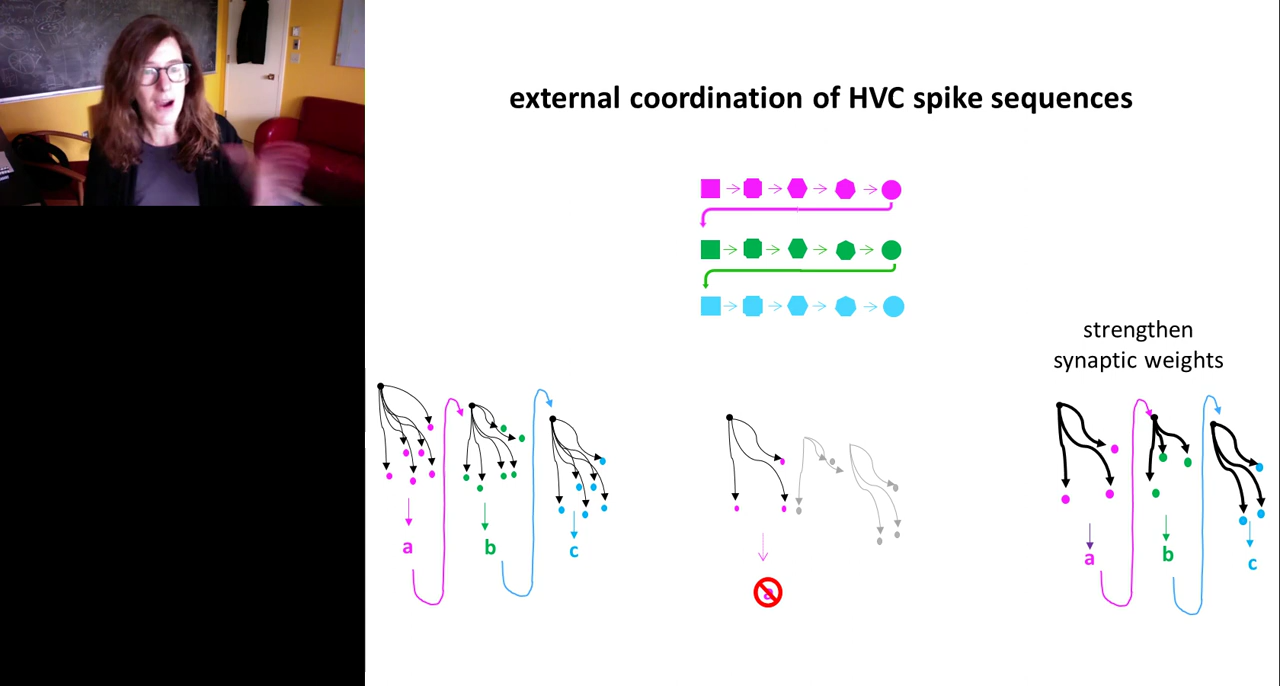 external coordination of HVC spike sequences
strengthen
synaptic weights
a
b
c
a
b
c